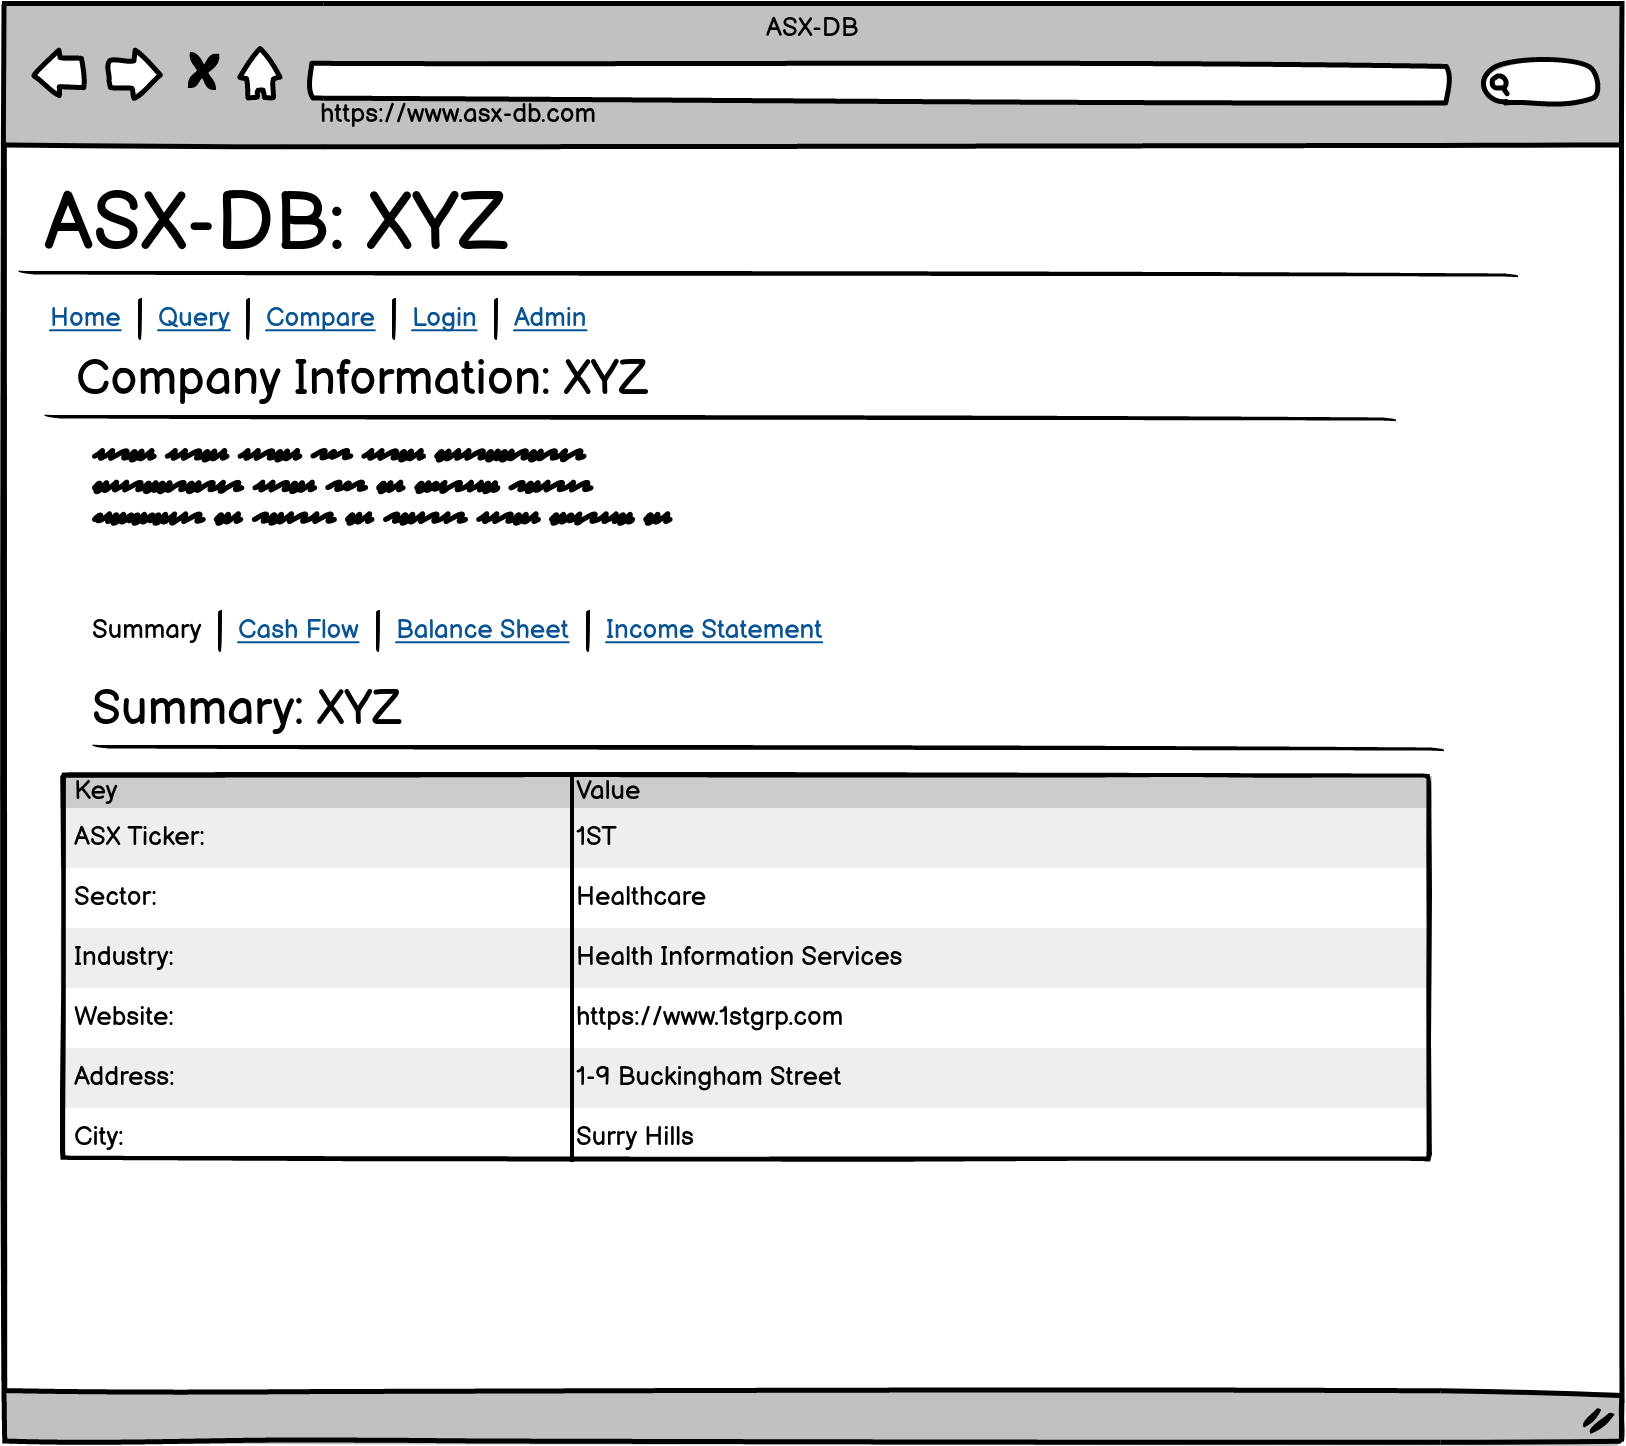 ASX-DB
https://www.asx-db.com
ASX-DB: XYZ
Home | Query | Compare | Login | Admin
Company Information: XYZ
Summary | Cash Flow | Balance Sheet | Income Statement
Summary: XYZ
Key Value
ASX Ticker: 1ST
Sector: Healthcare
Industry: Health Information Services
Website: https://www.1stgrp.com
Address: 1-9 Buckingham Street
City: Surry Hills